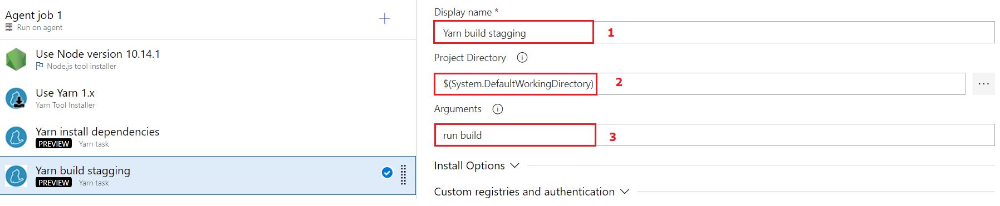 Agent job 1
Run on agent
Use Node version 10.14.1
Node.js tool installer
Use Yarn 1.x
Yarn Tool Installer
Yarn install dependencies
PREVIEW Yarn task
Yarn build stagging
PREVIEW Yarn task
Display name *
Yarn build stagging 1
Project Directory
$(System.DefaultWorkingDirectory) 2
...
Arguments
run build 3
Install Options
Custom registries and authentication